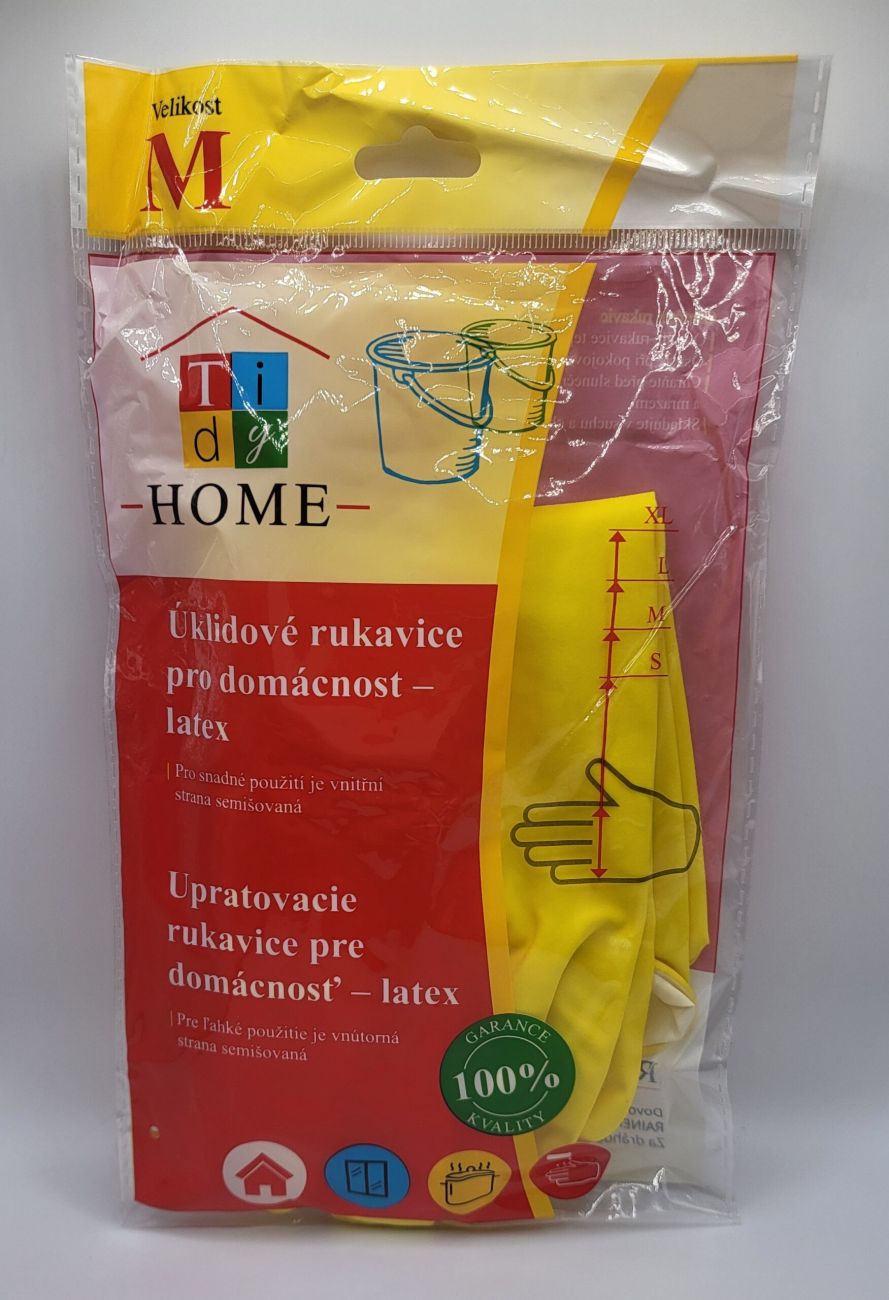 Velikost
M
T i
d y
HOME
XL
L
M
S
Úklidové rukavice
pro domácnost –
latex
Pro snadné použití je vnitřní
strana semišovaná
Upratovacie
rukavice pre
domácnosť – latex
Pre ľahké použitie je vnútorná
strana semišovaná
GARANCE
100%
KVALITY